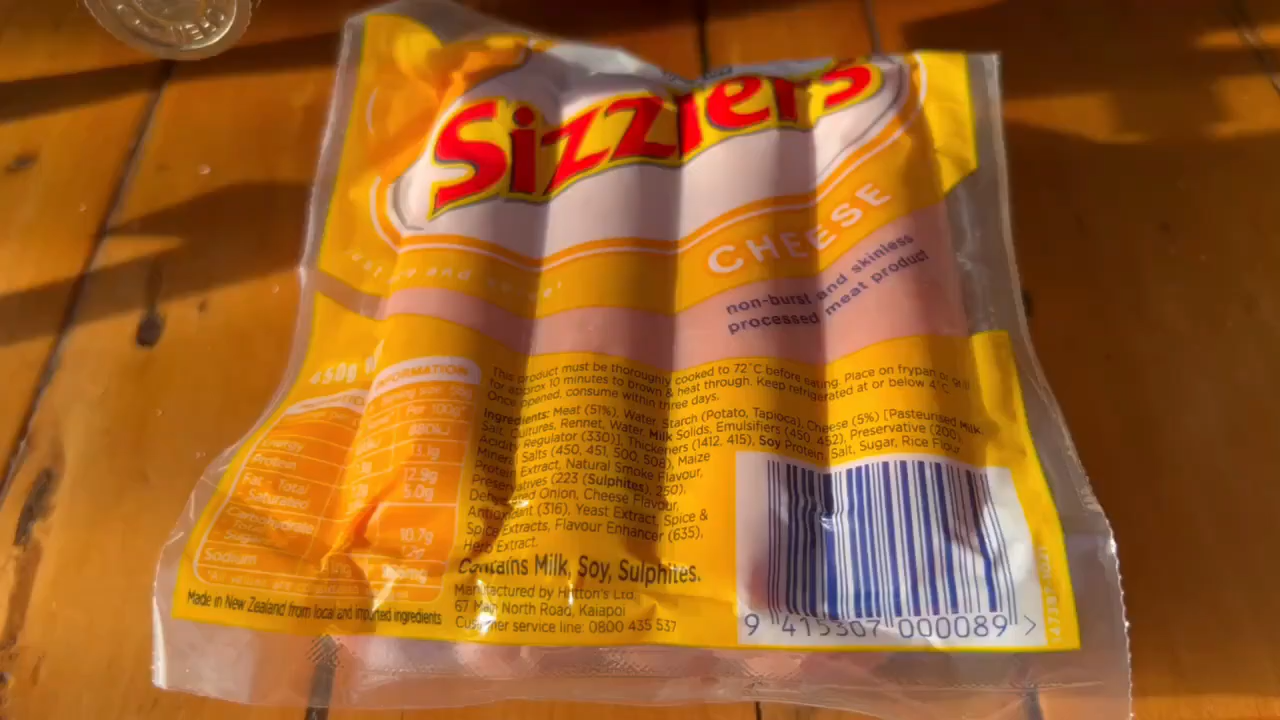 Sizzlers
CHEESE
non-burst and skinless
processed meat product
450g
INFORMATION
Per 100g*
880kJ
13.1g
12.9g
5.0g
10.7g
Energy
Protein
Fat - Total
Saturated
Carbohydrate
Sodium
This product must be thoroughly cooked to 72°C before eating. Place on frypan or grill
for approx 10 minutes to brown & heat through. Keep refrigerated at or below 4°C.
Once opened, consume within three days.
Ingredients: Meat (51%), Water, Starch (Potato, Tapioca), Cheese (5%) [Pasteurised Milk,
Salt, Cultures, Rennet, Water, Milk Solids, Emulsifiers (450, 452), Preservative (200),
Acidity Regulator (330)], Thickeners (1412, 415), Soy Protein, Salt, Sugar, Rice Flour,
Mineral Salts (450, 451, 500, 508), Maize
Protein Extract, Natural Smoke Flavour,
Preservatives (223 (Sulphites), 250),
Dehydrated Onion, Cheese Flavour,
Antioxidant (316), Yeast Extract, Spice &
Spice Extracts, Flavour Enhancer (635),
Herb Extract.
Contains Milk, Soy, Sulphites.
Manufactured by Hutton's Ltd.
67 Main North Road, Kaiapoi
Customer service line: 0800 435 537
Made in New Zealand from local and imported ingredients
9 415307 000089 >